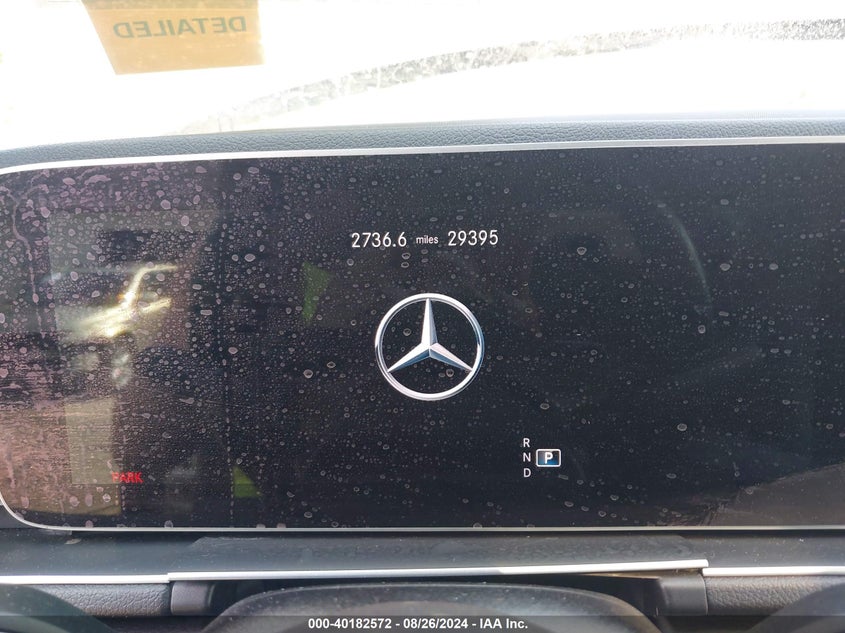 DETAILED
2736.6 miles 29395
R
N P
D
PARK
000-40182572 - 08/26/2024 - IAA Inc.